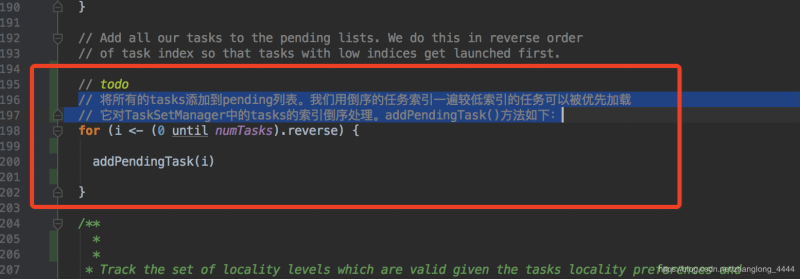 190 }
191
192 // Add all our tasks to the pending lists. We do this in reverse order
193 // of task index so that tasks with low indices get launched first.
194
195 // todo
196 // 将所有的tasks添加到pending列表。我们用倒序的任务索引一遍较低索引的任务可以被优先加载
197 // 它对TaskSetManager中的tasks的索引倒序处理。addPendingTask()方法如下：
198 for (i <- (0 until numTasks).reverse) {
199
200 addPendingTask(i)
201
202 }
203
204 /**
205 *
206 *
207 * Track the set of locality levels which are valid given the tasks locality preferences and